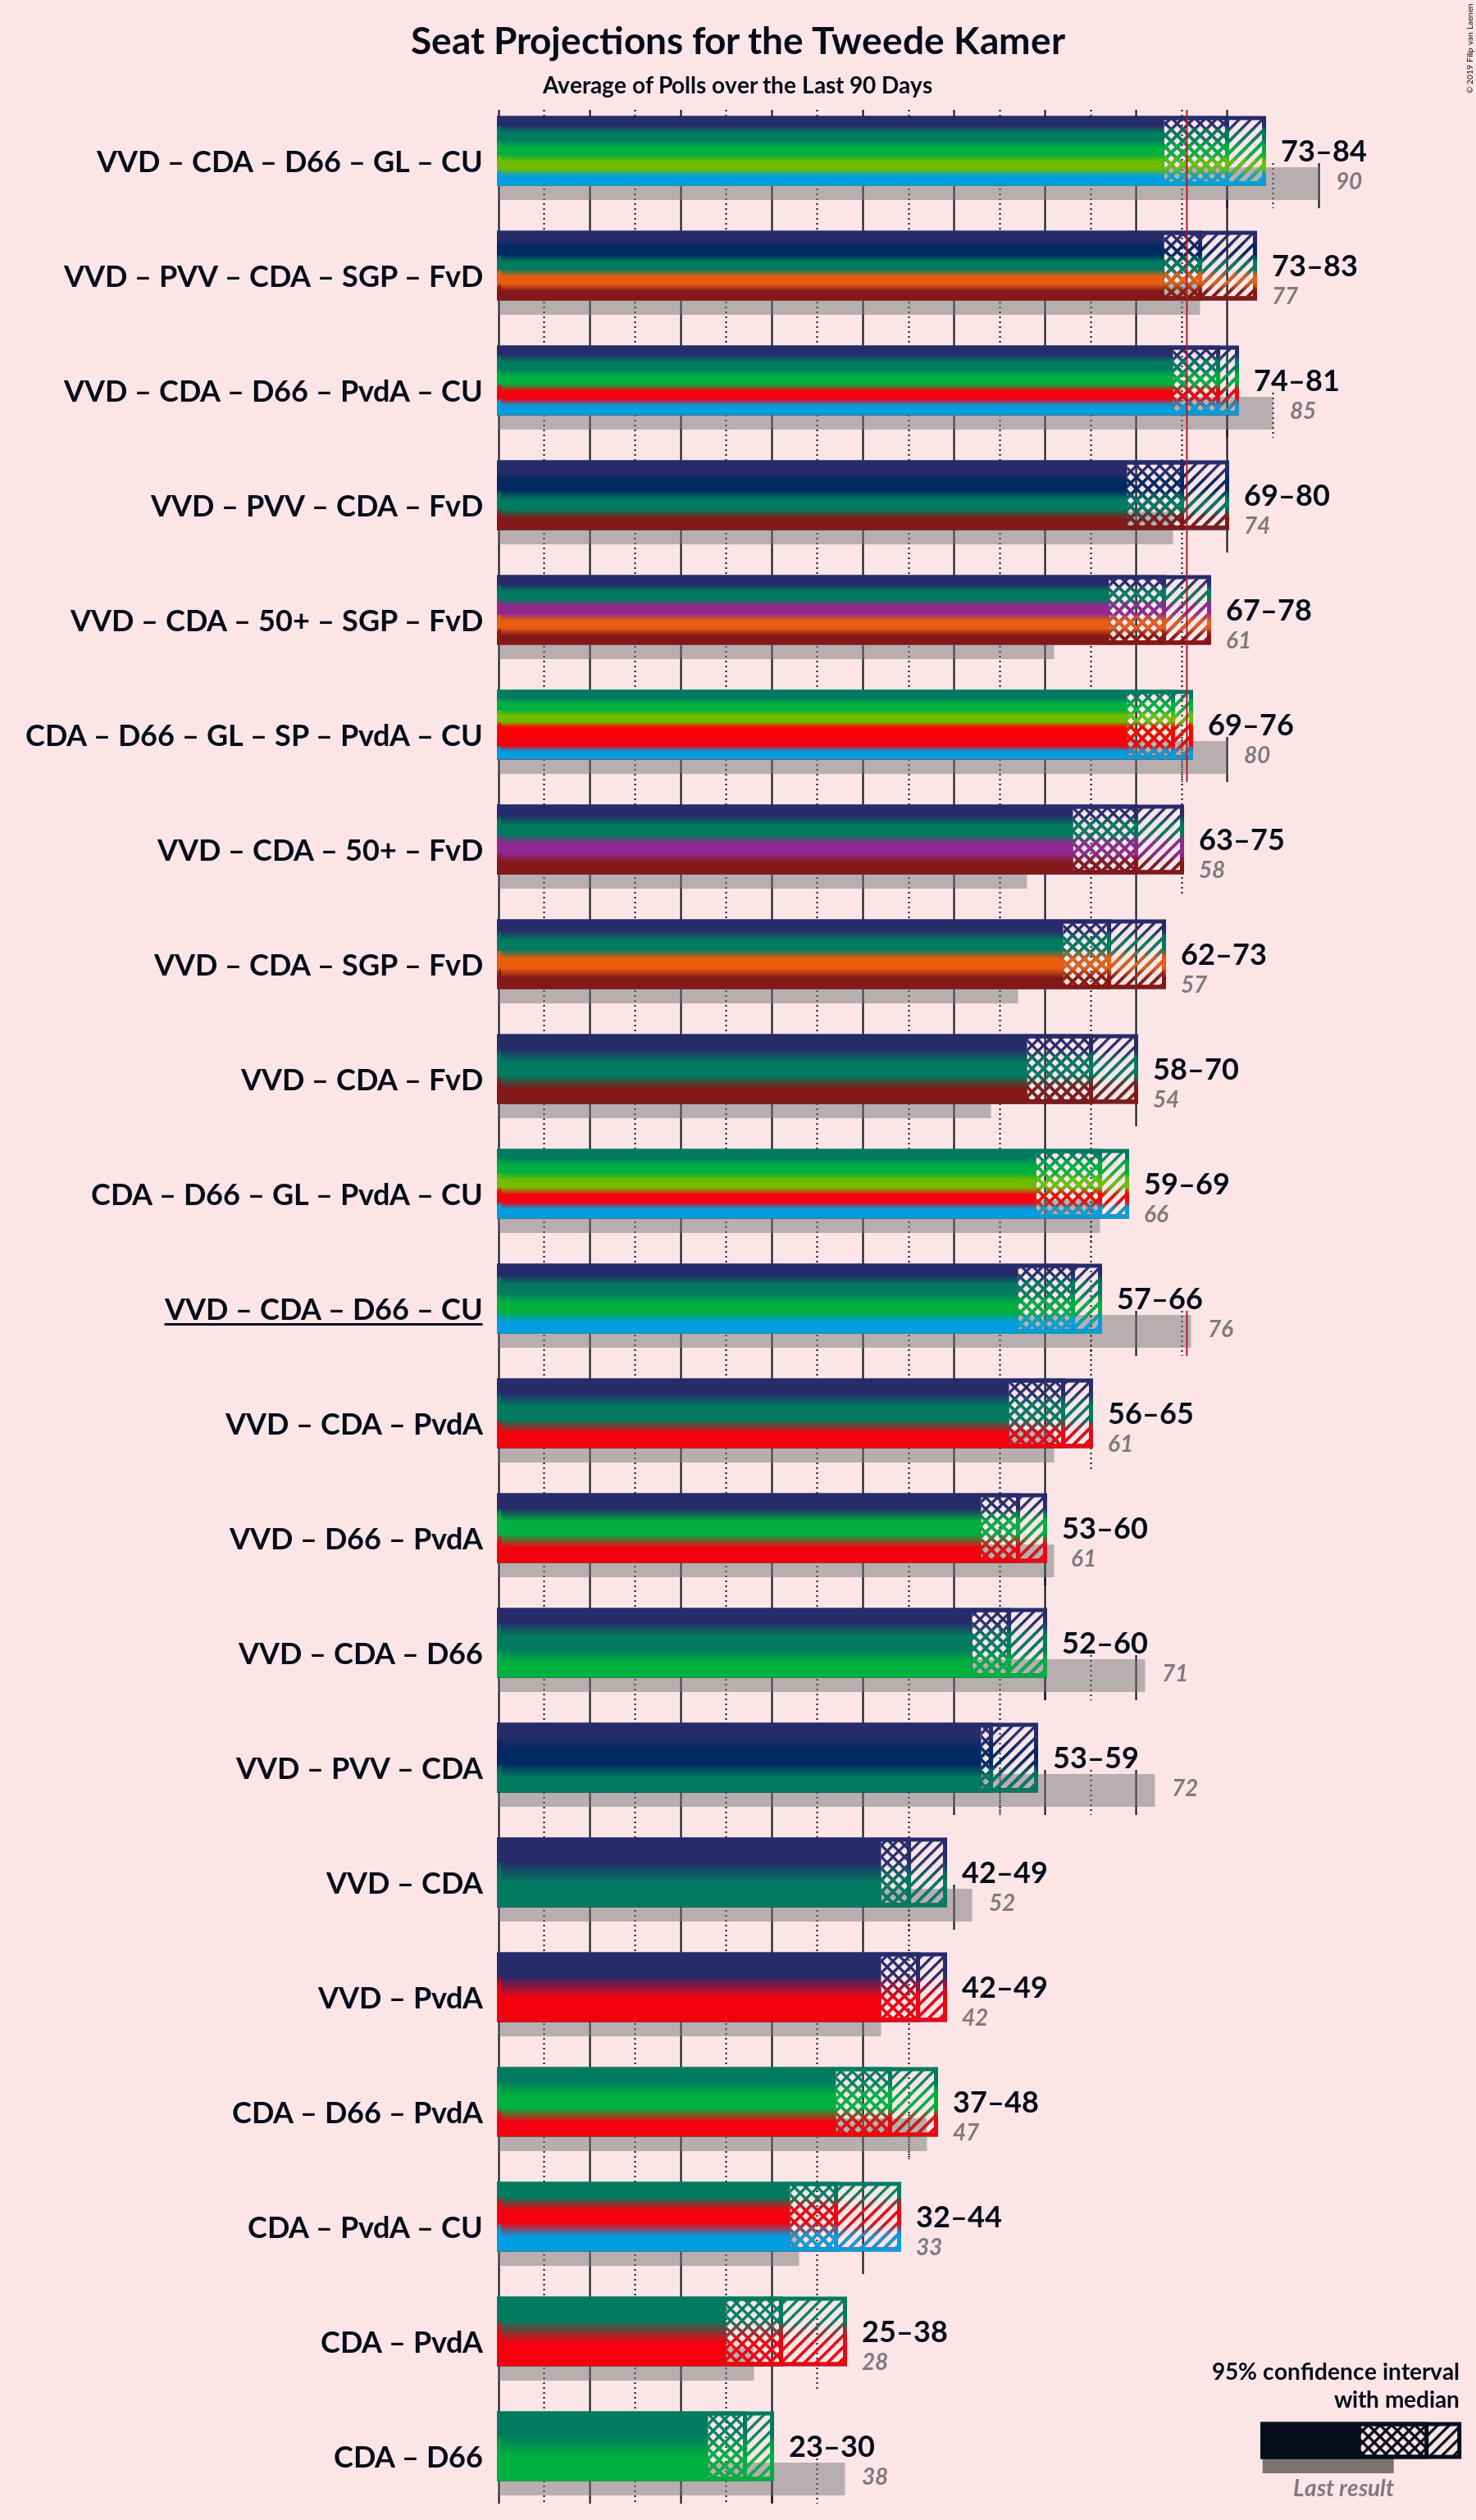 Seat Projections for the Tweede Kamer
Average of Polls over the Last 90 Days
© 2019 Filip van Laenen
VVD – CDA – D66 – GL – CU
73–84
90
VVD – PVV – CDA – SGP – FvD
73–83
77
VVD – CDA – D66 – PvdA – CU
74–81
85
VVD – PVV – CDA – FvD
69–80
74
VVD – CDA – 50+ – SGP – FvD
67–78
61
CDA – D66 – GL – SP – PvdA – CU
69–76
80
VVD – CDA – 50+ – FvD
63–75
58
VVD – CDA – SGP – FvD
62–73
57
VVD – CDA – FvD
58–70
54
CDA – D66 – GL – PvdA – CU
59–69
66
VVD – CDA – D66 – CU
57–66
76
VVD – CDA – PvdA
56–65
61
VVD – D66 – PvdA
53–60
61
VVD – CDA – D66
52–60
71
VVD – PVV – CDA
53–59
72
VVD – CDA
42–49
52
VVD – PvdA
42–49
42
CDA – D66 – PvdA
37–48
47
CDA – PvdA – CU
32–44
33
CDA – PvdA
25–38
28
CDA – D66
23–30
38
95% confidence interval
with median
Last result